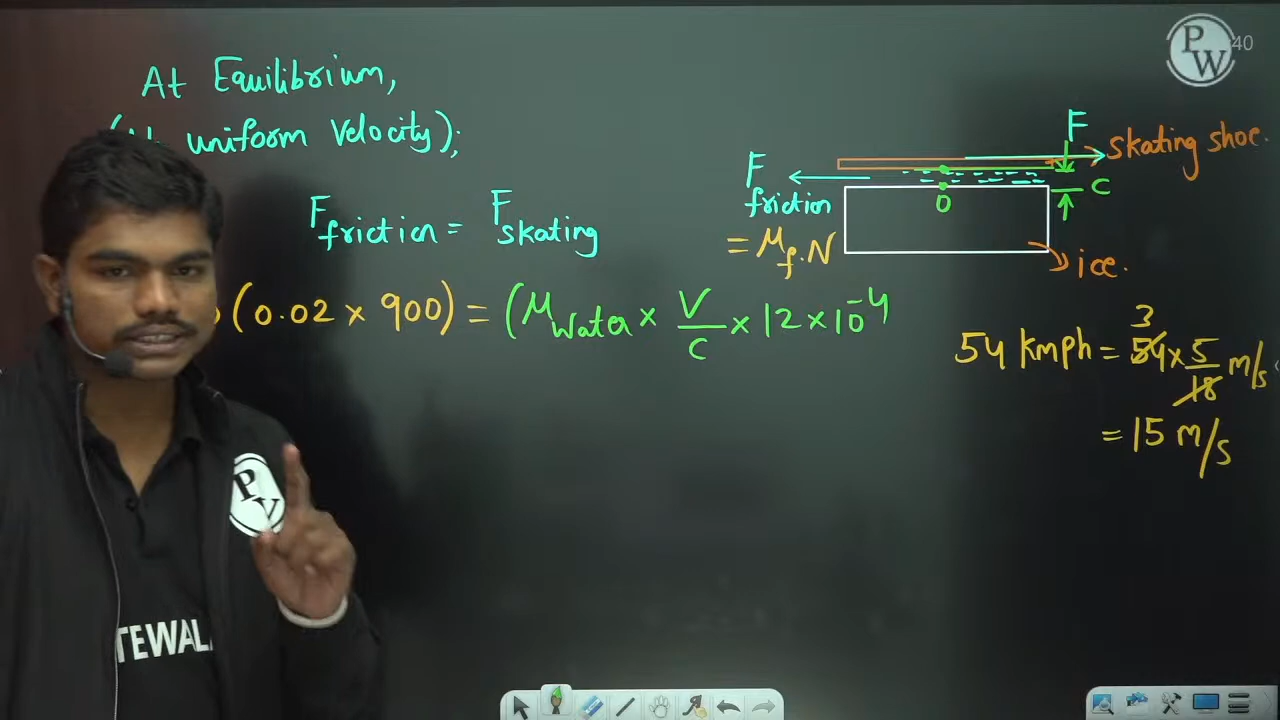 At Equilibrium,
uniform Velocity);
F friction = F skating
(0.02 × 900) = (μ Water × V/c × 12 × 10⁻⁴
F friction
= μf.N
F
skating shoe.
c
0
ice.
54 kmph = 54 × 5/18 m/s
3
= 15 m/s
PW
40
PW
TEWAL